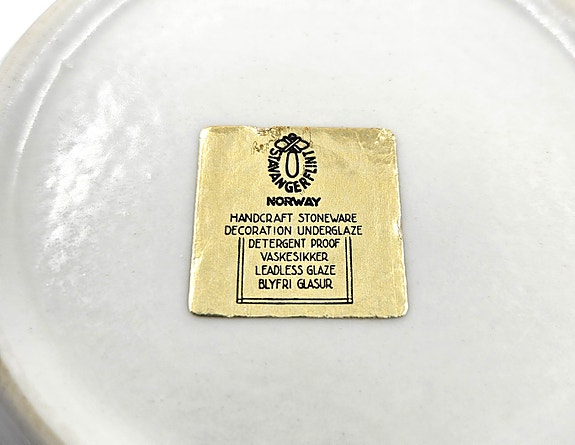 STAVANGERFLINT
NORWAY
HANDCRAFT STONEWARE
DECORATION UNDERGLAZE
DETERGENT PROOF
VASKESIKKER
LEADLESS GLAZE
BLYFRI GLASUR